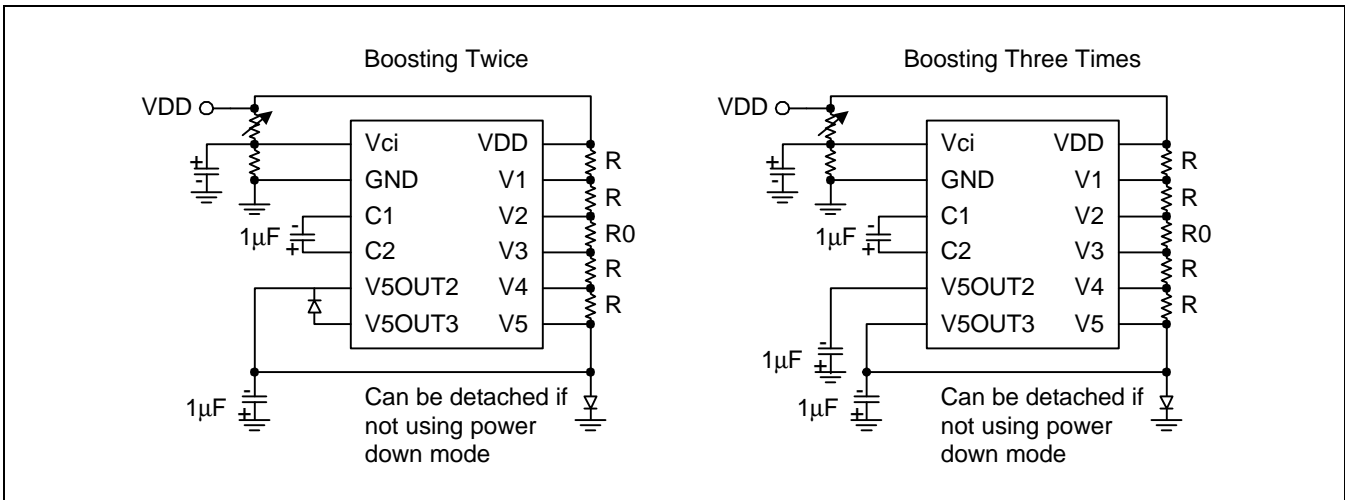 Boosting Twice
VDD
Vci
VDD
R
GND
V1
R
C1
V2
1μF
R0
C2
V3
R
V5OUT2
V4
R
V5OUT3
V5
1μF
Can be detached if
not using power
down mode
Boosting Three Times
VDD
Vci
VDD
R
GND
V1
R
C1
V2
1μF
R0
C2
V3
R
V5OUT2
V4
R
V5OUT3
V5
1μF
1μF
Can be detached if
not using power
down mode